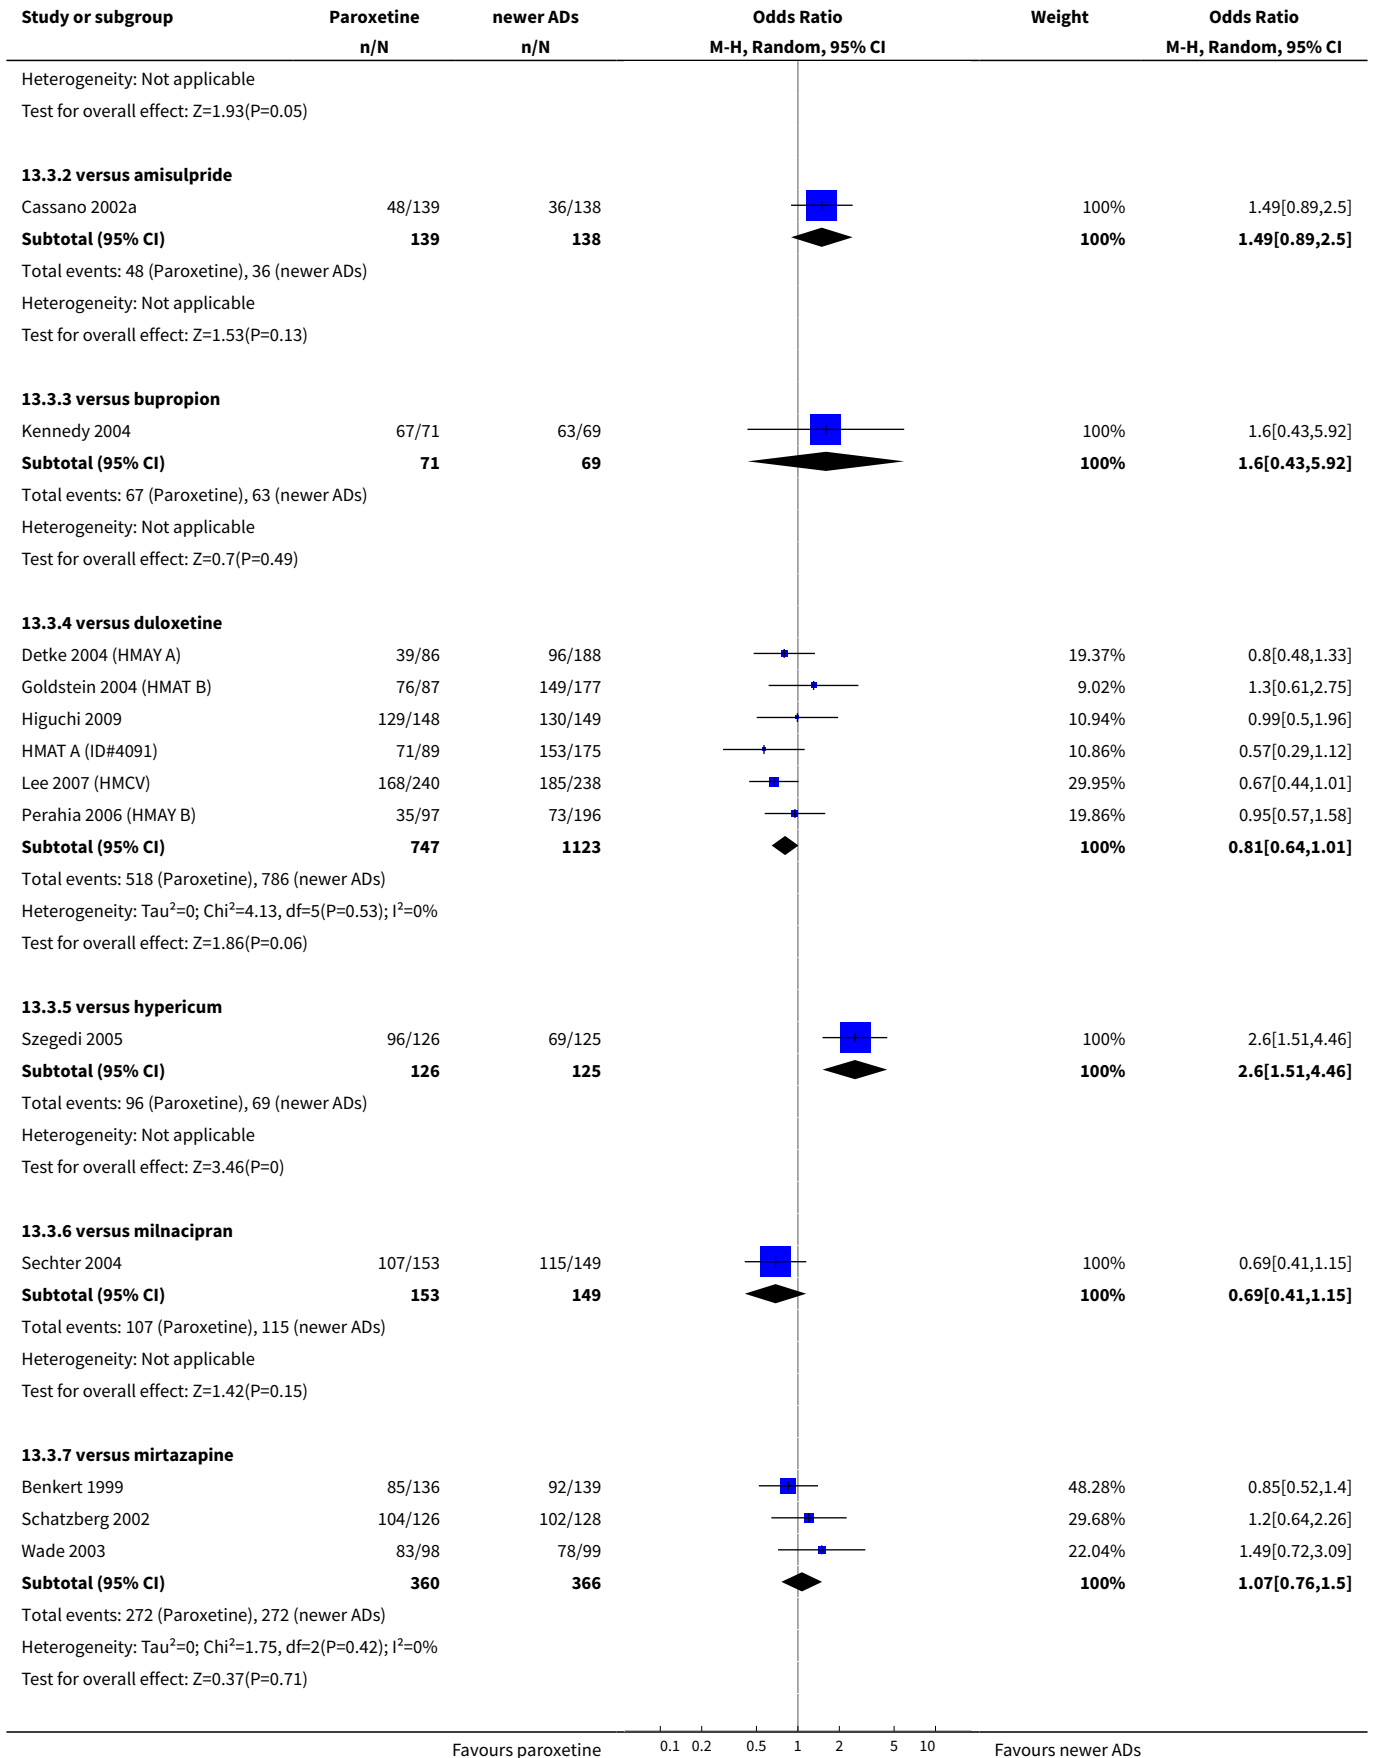 Study or subgroup Paroxetine newer ADs Odds Ratio Weight Odds Ratio
n/N n/N M-H, Random, 95% CI M-H, Random, 95% CI
Heterogeneity: Not applicable
Test for overall effect: Z=1.93(P=0.05)
13.3.2 versus amisulpride
Cassano 2002a 48/139 36/138 100% 1.49[0.89,2.5]
Subtotal (95% CI) 139 138 100% 1.49[0.89,2.5]
Total events: 48 (Paroxetine), 36 (newer ADs)
Heterogeneity: Not applicable
Test for overall effect: Z=1.53(P=0.13)
13.3.3 versus bupropion
Kennedy 2004 67/71 63/69 100% 1.6[0.43,5.92]
Subtotal (95% CI) 71 69 100% 1.6[0.43,5.92]
Total events: 67 (Paroxetine), 63 (newer ADs)
Heterogeneity: Not applicable
Test for overall effect: Z=0.7(P=0.49)
13.3.4 versus duloxetine
Detke 2004 (HMAY A) 39/86 96/188 19.37% 0.8[0.48,1.33]
Goldstein 2004 (HMAT B) 76/87 149/177 9.02% 1.3[0.61,2.75]
Higuchi 2009 129/148 130/149 10.94% 0.99[0.5,1.96]
HMAT A (ID#4091) 71/89 153/175 10.86% 0.57[0.29,1.12]
Lee 2007 (HMCV) 168/240 185/238 29.95% 0.67[0.44,1.01]
Perahia 2006 (HMAY B) 35/97 73/196 19.86% 0.95[0.57,1.58]
Subtotal (95% CI) 747 1123 100% 0.81[0.64,1.01]
Total events: 518 (Paroxetine), 786 (newer ADs)
Heterogeneity: Tau²=0; Chi²=4.13, df=5(P=0.53); I²=0%
Test for overall effect: Z=1.86(P=0.06)
13.3.5 versus hypericum
Szegedi 2005 96/126 69/125 100% 2.6[1.51,4.46]
Subtotal (95% CI) 126 125 100% 2.6[1.51,4.46]
Total events: 96 (Paroxetine), 69 (newer ADs)
Heterogeneity: Not applicable
Test for overall effect: Z=3.46(P=0)
13.3.6 versus milnacipran
Sechter 2004 107/153 115/149 100% 0.69[0.41,1.15]
Subtotal (95% CI) 153 149 100% 0.69[0.41,1.15]
Total events: 107 (Paroxetine), 115 (newer ADs)
Heterogeneity: Not applicable
Test for overall effect: Z=1.42(P=0.15)
13.3.7 versus mirtazapine
Benkert 1999 85/136 92/139 48.28% 0.85[0.52,1.4]
Schatzberg 2002 104/126 102/128 29.68% 1.2[0.64,2.26]
Wade 2003 83/98 78/99 22.04% 1.49[0.72,3.09]
Subtotal (95% CI) 360 366 100% 1.07[0.76,1.5]
Total events: 272 (Paroxetine), 272 (newer ADs)
Heterogeneity: Tau²=0; Chi²=1.75, df=2(P=0.42); I²=0%
Test for overall effect: Z=0.37(P=0.71)
Favours paroxetine 0.1 0.2 0.5 1 2 5 10 Favours newer ADs